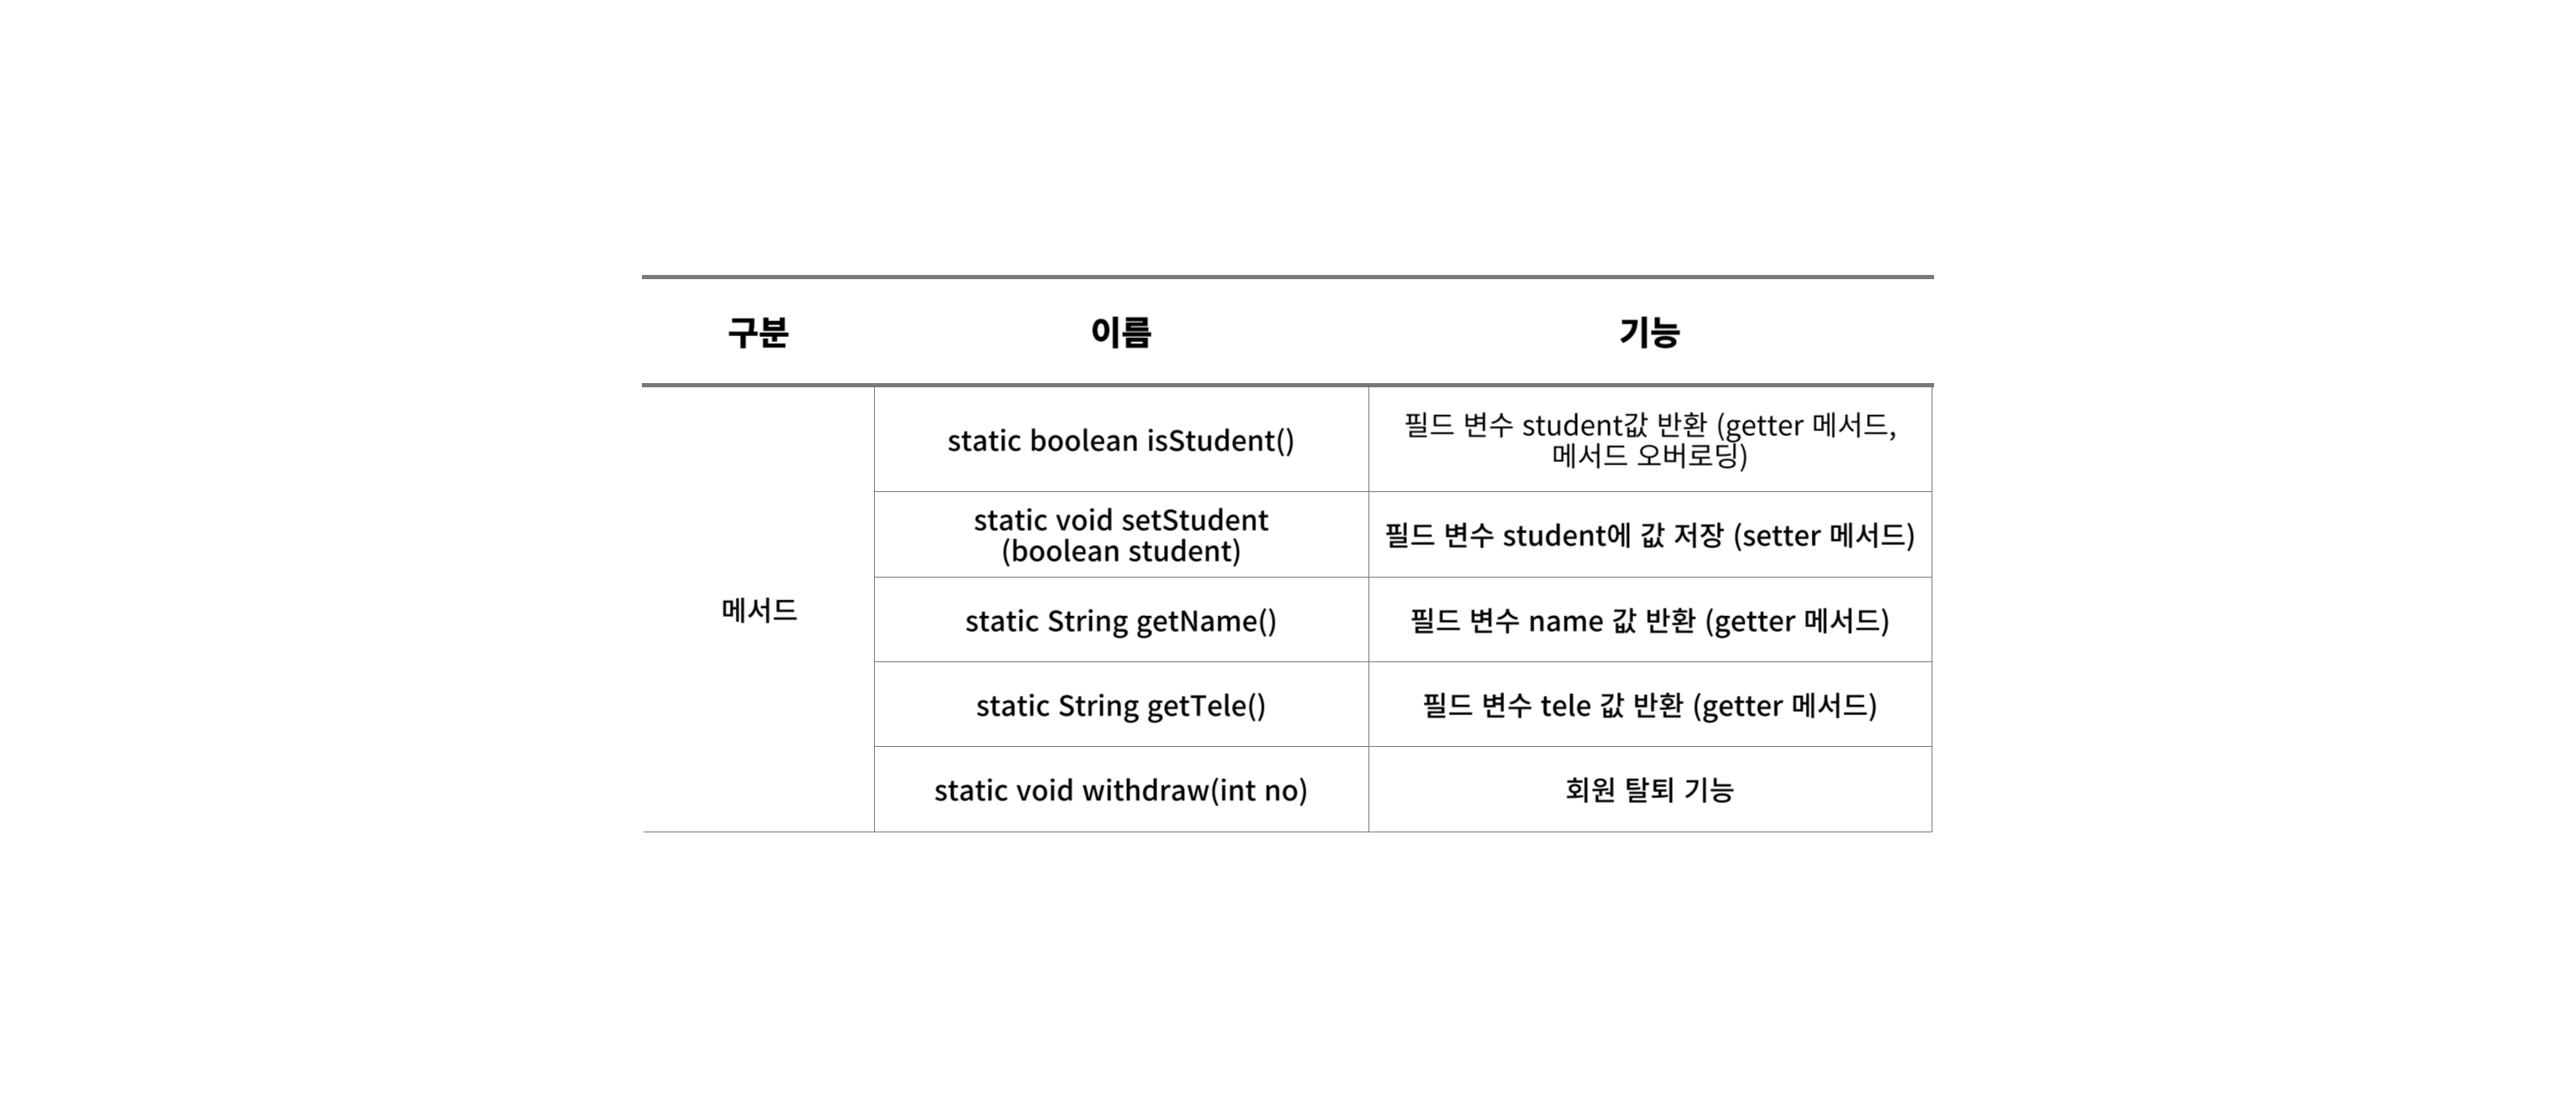 구분 이름 기능
메서드
static boolean isStudent()
필드 변수 student값 반환 (getter 메서드,
메서드 오버로딩)
static void setStudent
(boolean student)
필드 변수 student에 값 저장 (setter 메서드)
static String getName()
필드 변수 name 값 반환 (getter 메서드)
static String getTele()
필드 변수 tele 값 반환 (getter 메서드)
static void withdraw(int no)
회원 탈퇴 기능